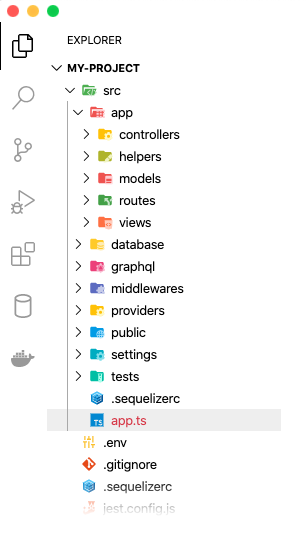 EXPLORER
MY-PROJECT
src
app
controllers
helpers
models
routes
views
database
graphql
middlewares
providers
public
settings
tests
.sequelizerc
TS app.ts
.env
.gitignore
.sequelizerc
jest.config.js